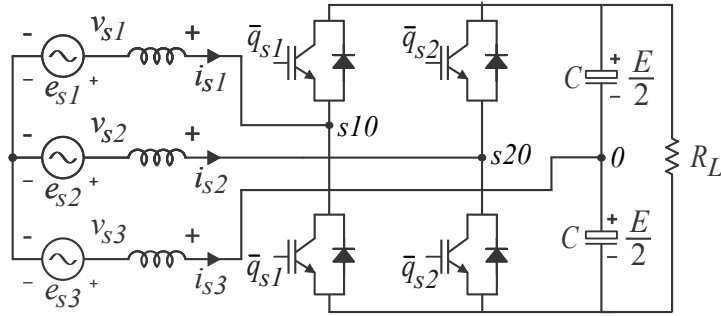 v_s1
- + q̄_s1 q̄_s2
- + i_s1 C + E/2 -
e_s1
v_s2 s10
- + s20 0 R_L
- + i_s2
e_s2
v_s3 C + E/2 -
- + q̄_s1 q̄_s2
- + i_s3
e_s3